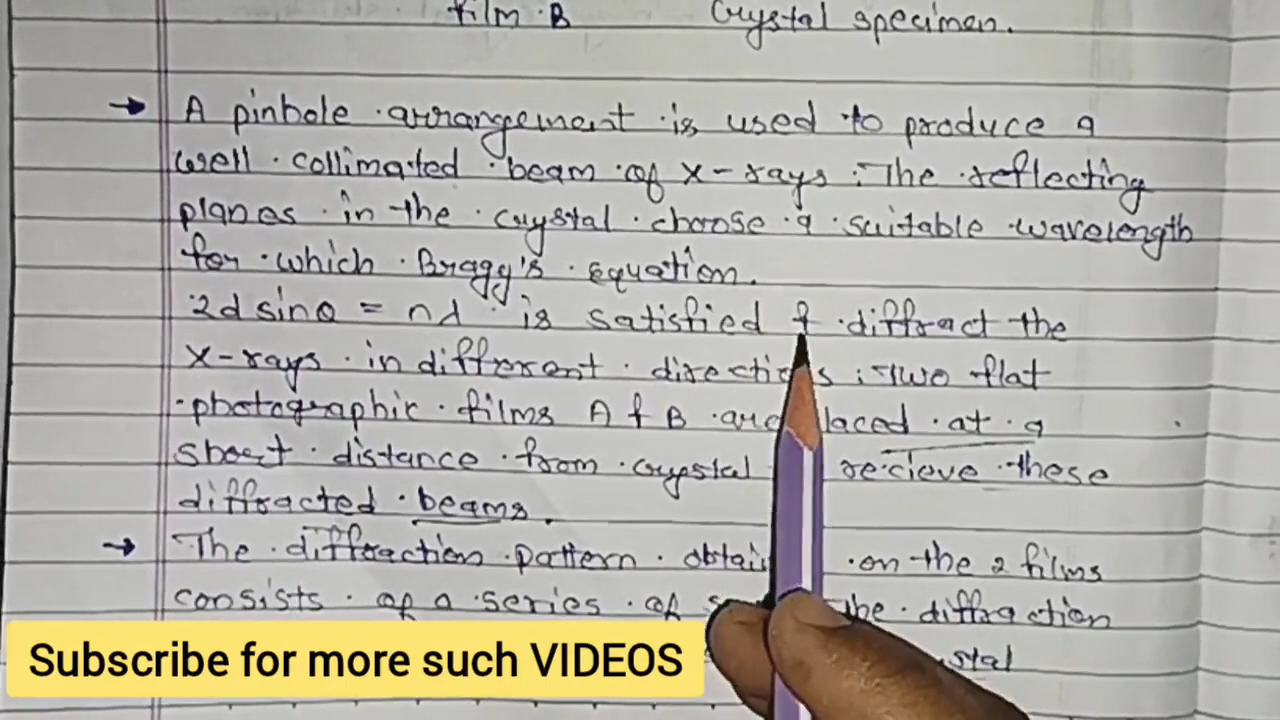 film B Crystal specimen.
→ A pinhole arrangement is used to produce a
well collimated beam of x-rays. The reflecting
planes in the crystal choose a suitable wavelength
for which Bragg's equation.
2d sinθ = nλ is satisfied & diffract the
x-rays in different directions. Two flat
photographic films A & B are placed at a
short distance from crystal recieve these
diffracted beams.
→ The diffraction pattern on the 2 films
consists of a series of the diffraction
Subscribe for more such VIDEOS